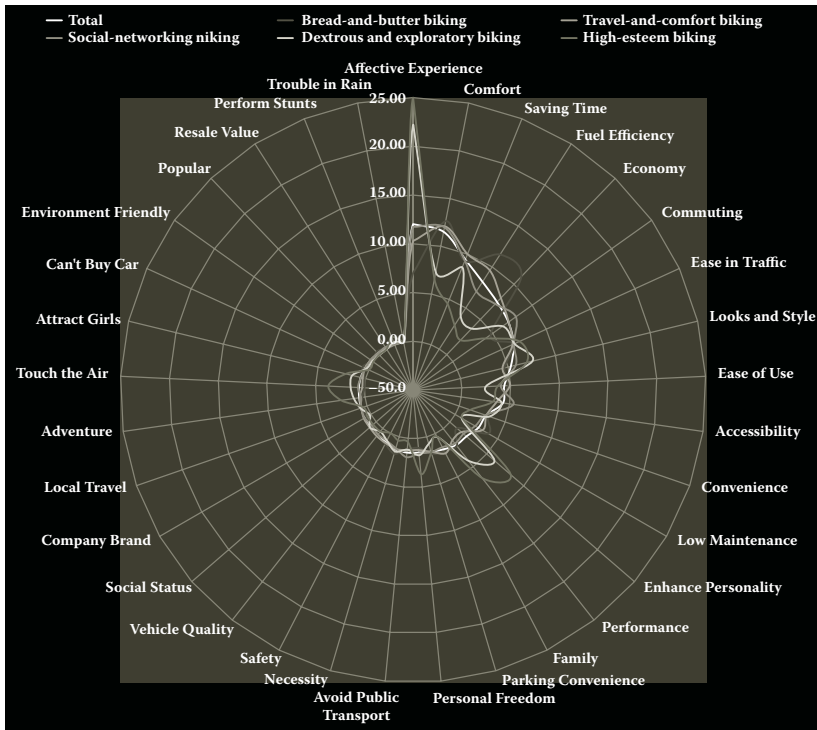 Total
Bread-and-butter biking
Travel-and-comfort biking
Social-networking niking
Dextrous and exploratory biking
High-esteem biking
Affective Experience
Trouble in Rain
Comfort
Perform Stunts
Saving Time
Resale Value
Fuel Efficiency
Popular
Economy
Environment Friendly
Commuting
Can't Buy Car
Ease in Traffic
Attract Girls
Looks and Style
Touch the Air
Ease of Use
Adventure
Accessibility
Local Travel
Convenience
Company Brand
Low Maintenance
Social Status
Enhance Personality
Vehicle Quality
Performance
Safety
Family
Necessity
Parking Convenience
Avoid Public
Transport
Personal Freedom
25.00
20.00
15.00
10.00
5.00
0.00
–50.0